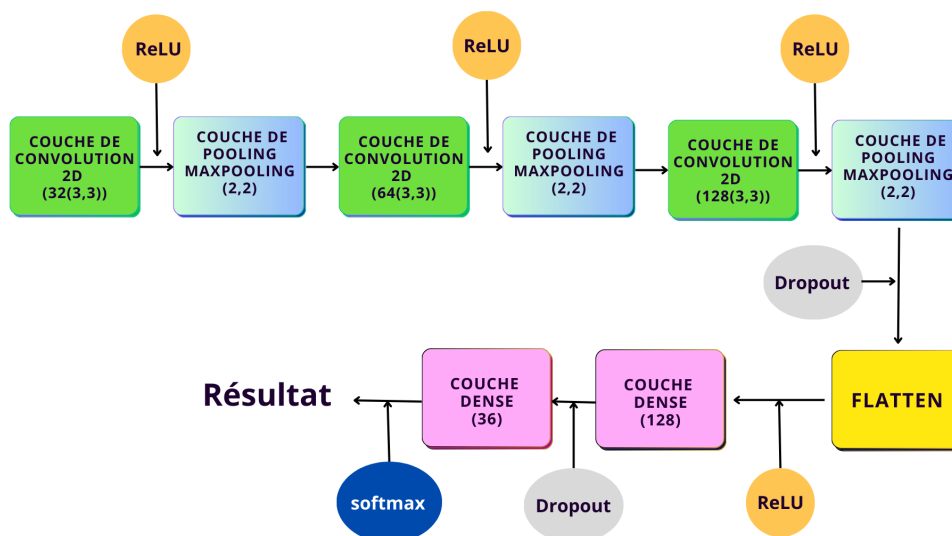 ReLU
ReLU
ReLU
COUCHE DE
CONVOLUTION
2D
(32(3,3))
COUCHE DE
POOLING
MAXPOOLING
(2,2)
COUCHE DE
CONVOLUTION
2D
(64(3,3))
COUCHE DE
POOLING
MAXPOOLING
(2,2)
COUCHE DE
CONVOLUTION
2D
(128(3,3))
COUCHE DE
POOLING
MAXPOOLING
(2,2)
Dropout
FLATTEN
ReLU
COUCHE
DENSE
(128)
Dropout
COUCHE
DENSE
(36)
softmax
Résultat